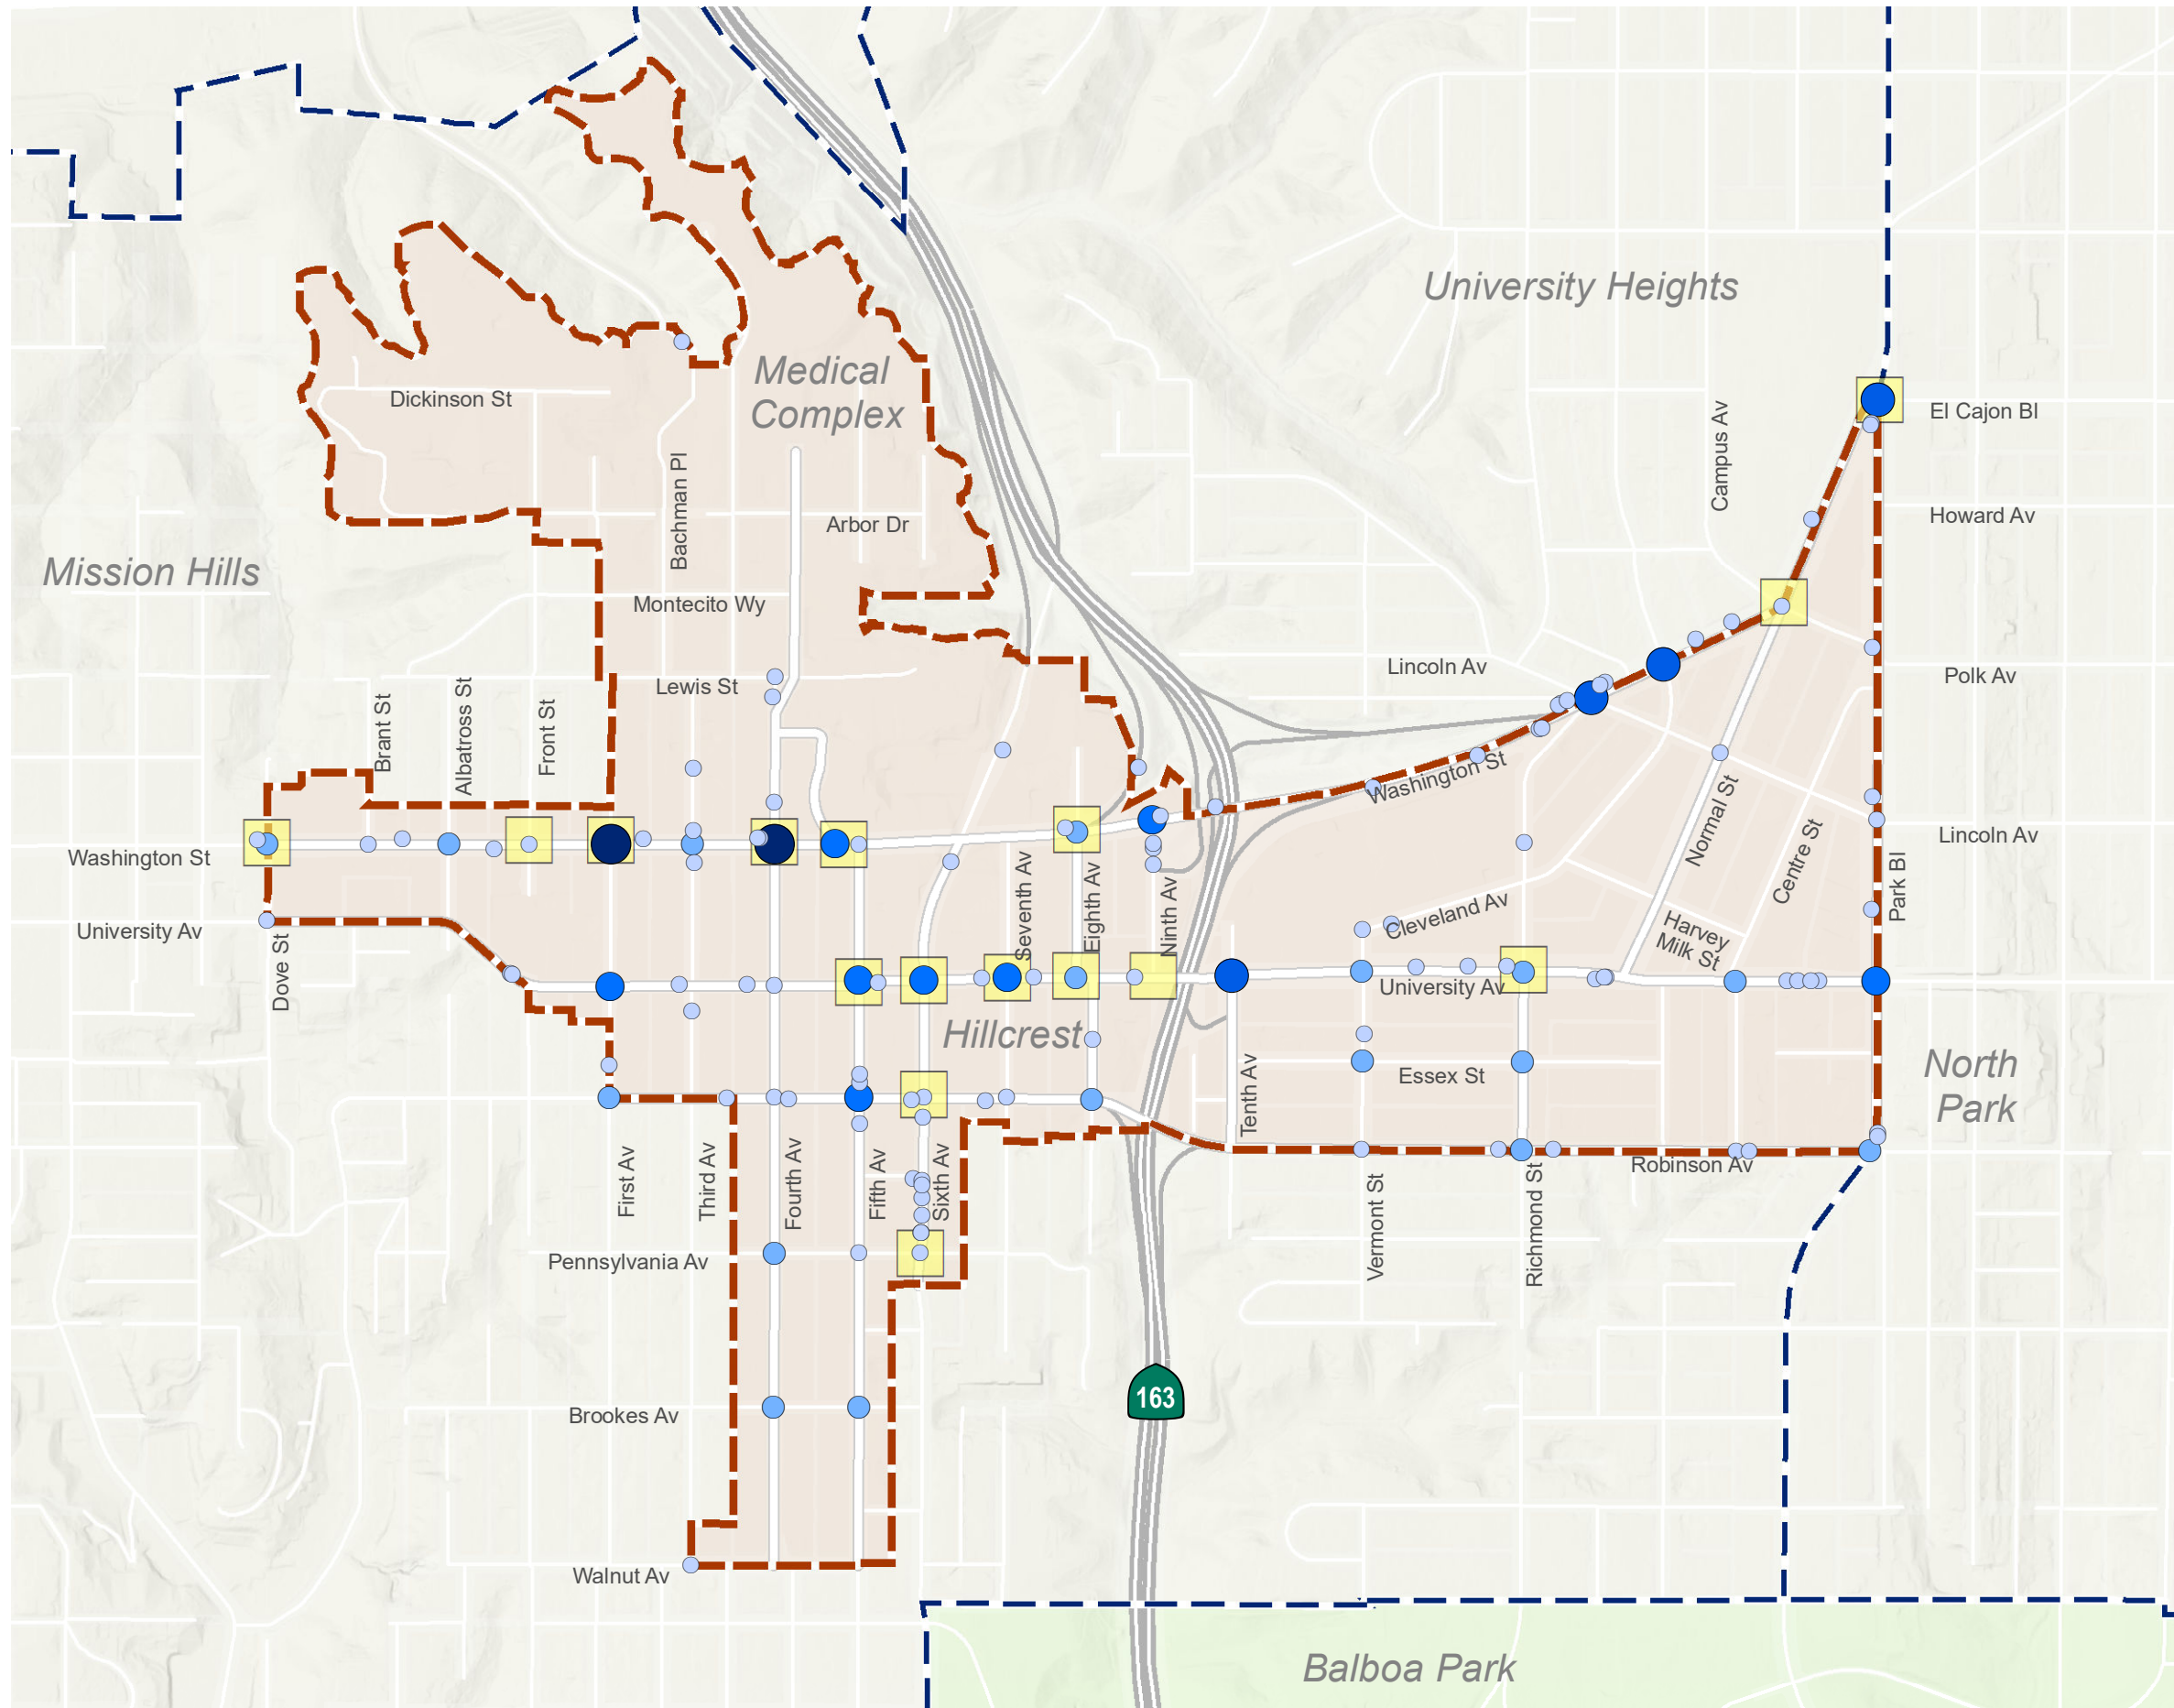 University Heights
Medical
Complex
Dickinson St
El Cajon Bl
Campus Av
Bachman Pl
Howard Av
Arbor Dr
Mission Hills
Montecito Wy
Lincoln Av
Polk Av
Lewis St
Brant St
Albatross St
Front St
Washington St
Normal St
Centre St
Lincoln Av
Washington St
Park Bl
Seventh Av
Eighth Av
Ninth Av
Cleveland Av
University Av
Harvey
Milk St
Dove St
University Av
Hillcrest
North
Park
Essex St
Tenth Av
First Av
Third Av
Fourth Av
Fifth Av
Sixth Av
Robinson Av
Vermont St
Richmond St
Pennsylvania Av
163
Brookes Av
Walnut Av
Balboa Park